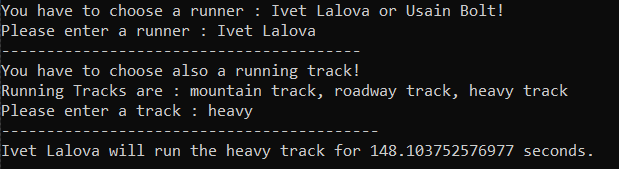 You have to choose a runner : Ivet Lalova or Usain Bolt!
Please enter a runner : Ivet Lalova
----------------------------------------
You have to choose also a running track!
Running Tracks are : mountain track, roadway track, heavy track
Please enter a track : heavy
------------------------------------------
Ivet Lalova will run the heavy track for 148.103752576977 seconds.